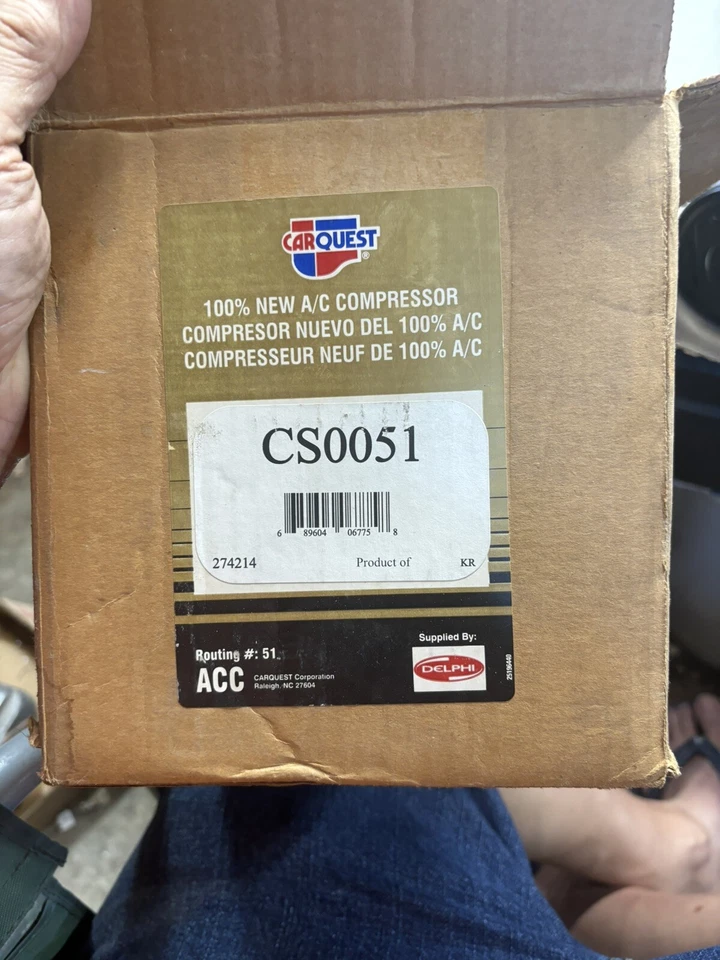 CARQUEST®
100% NEW A/C COMPRESSOR
COMPRESOR NUEVO DEL 100% A/C
COMPRESSEUR NEUF DE 100% A/C
CS0051
6 89604 06775 8
274214 Product of KR
Routing #: 51
Supplied By:
ACC
CARQUEST Corporation
Raleigh, NC 27604
DELPHI
25196440